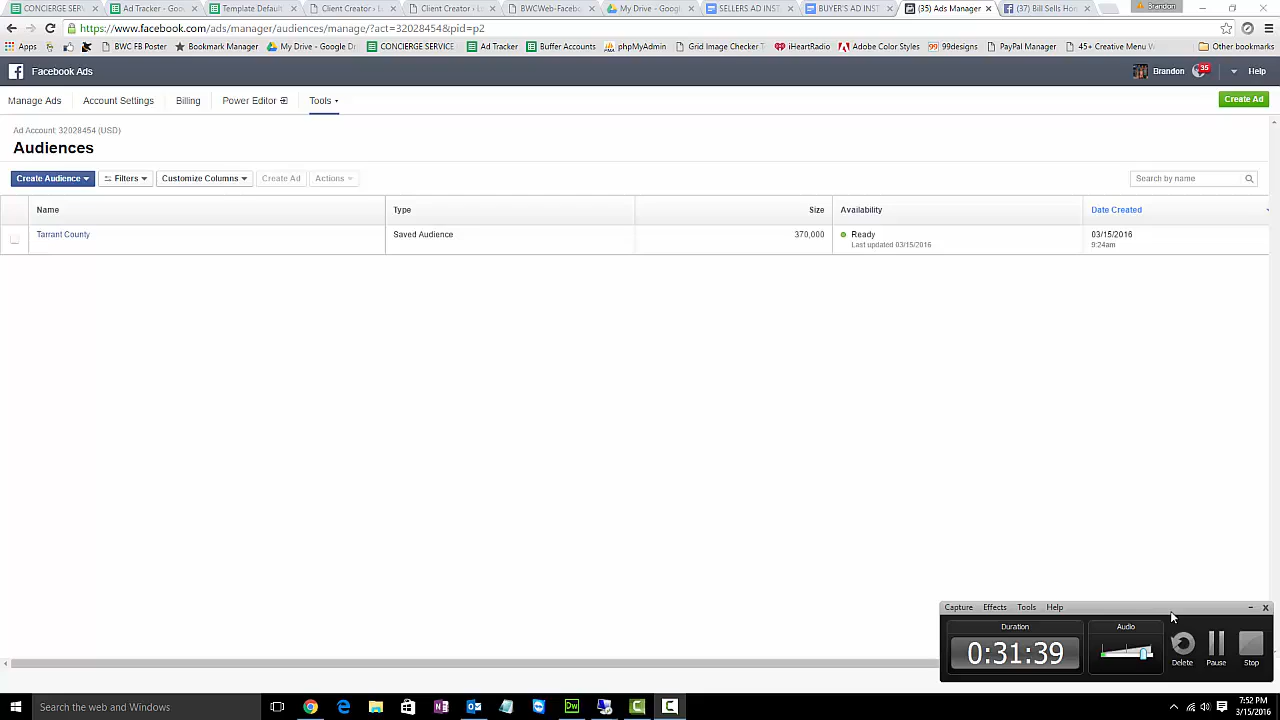 CONCIERGE SERV
Ad Tracker - Goo
Template Default
Client Creator : L
Client Creator : L
BWCWeb-Facebo
My Drive - Googl
SELLERS AD INST
BUYER'S AD INST
(35) Ads Manager
(37) Bill Sells Hom
Brandon
https://www.facebook.com/ads/manager/audiences/manage/?act=32028454&pid=p2
Apps
BWC FB Poster
Bookmark Manager
My Drive - Google Dr
CONCIERGE SERVICE
Ad Tracker
Buffer Accounts
phpMyAdmin
Grid Image Checker T
iHeartRadio
Adobe Color Styles
99designs
PayPal Manager
45+ Creative Menu W
Other bookmarks
Facebook Ads
Brandon
35
Help
Manage Ads
Account Settings
Billing
Power Editor
Tools
Create Ad
Ad Account: 32028454 (USD)
Audiences
Create Audience
Filters
Customize Columns
Create Ad
Actions
Search by name
Name
Type
Size
Availability
Date Created
Tarrant County
Saved Audience
370,000
Ready
03/15/2016
Last updated 03/15/2016
9:24am
Capture
Effects
Tools
Help
Duration
Audio
0:31:39
Delete
Pause
Stop
Search the web and Windows
7:52 PM
3/15/2016